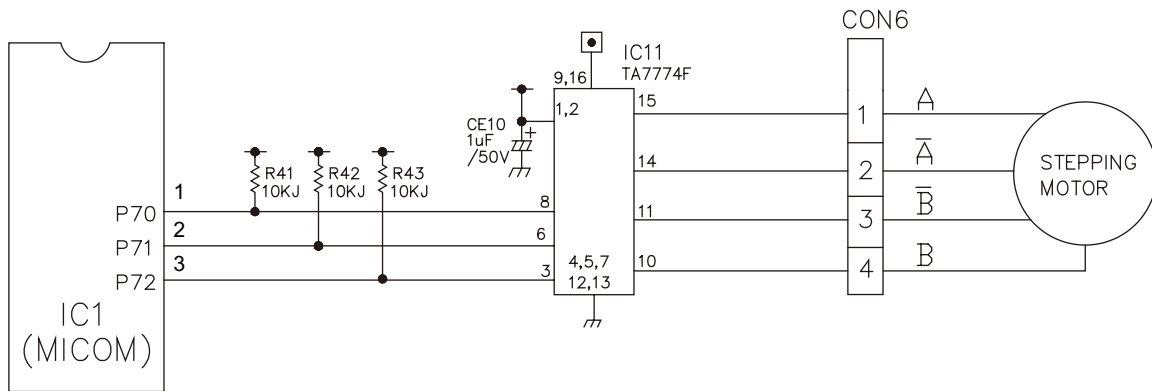 CON6
IC11
TA7774F
9,16
1,2
15
CE10
1uF
/50V
+
1
A
14
2
A̅
R41
10KJ
R42
10KJ
R43
10KJ
STEPPING
MOTOR
1
P70
8
11
3
B̅
2
P71
6
3
P72
3
4,5,7
12,13
10
4
B
IC1
(MICOM)